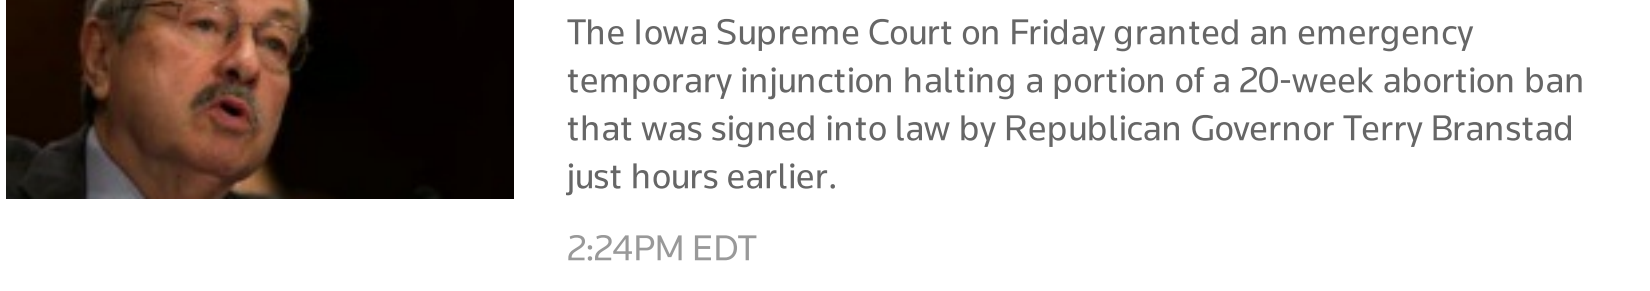 The Iowa Supreme Court on Friday granted an emergency
temporary injunction halting a portion of a 20-week abortion ban
that was signed into law by Republican Governor Terry Branstad
just hours earlier.
2:24PM EDT